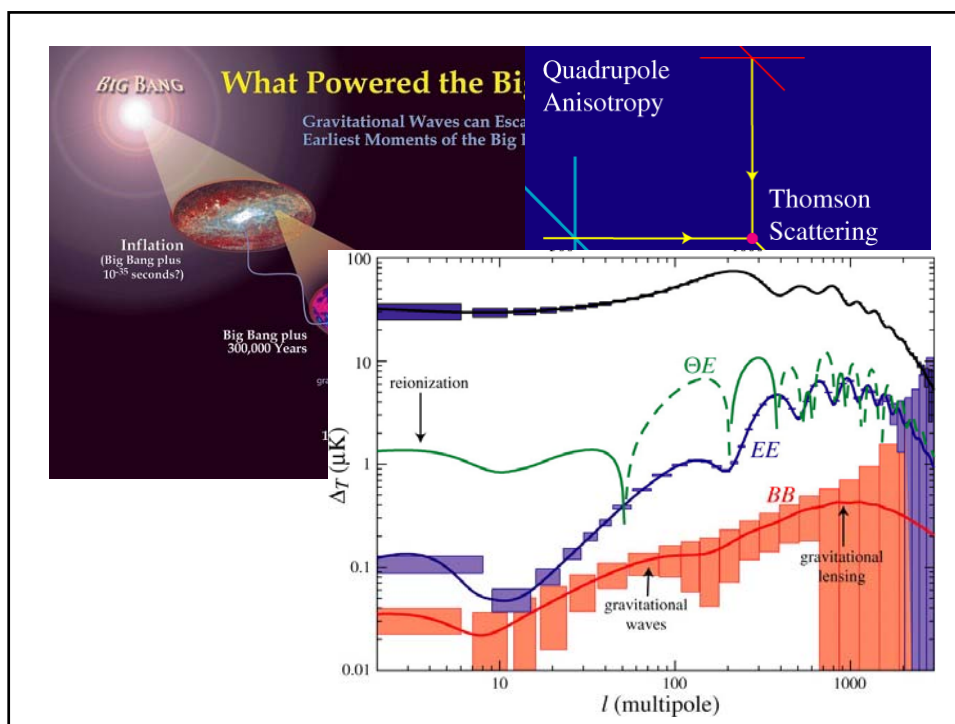 BIG BANG
What Powered the Bi
Gravitational Waves can Esca
Earliest Moments of the Big
Inflation
(Big Bang plus
10⁻³⁵ seconds?)
Big Bang plus
300,000 Years
Quadrupole
Anisotropy
Thomson
Scattering
100
10
1
0.1
0.01
ΔT (μK)
reionization
ΘE
EE
BB
gravitational
waves
gravitational
lensing
10
100
1000
l (multipole)